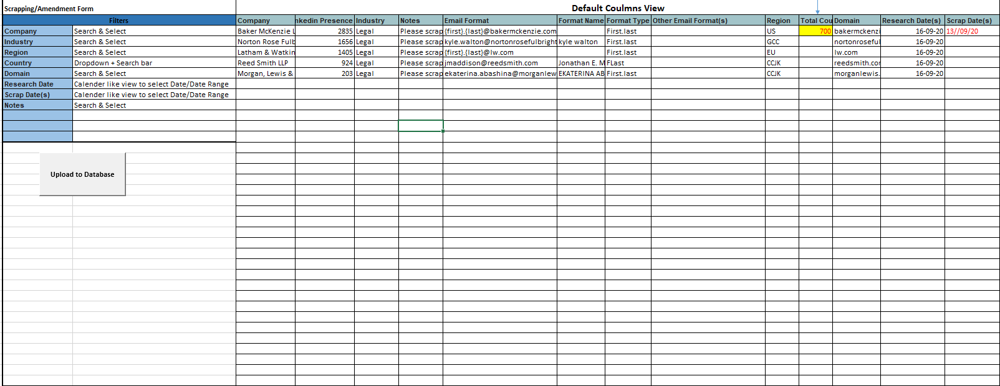 Scrapping/Amendment Form Default Coulmns View
Filters Company nkedin Presence Industry Notes Email Format Format Name Format Type Other Email Format(s) Region Total Cou Domain Research Date(s) Scrap Date(s)
Company Search & Select Baker McKenzie L 2835 Legal Please scrap {first}.{last}@bakermckenzie.com First.last US 700 bakermckenzi 16-09-20 13//09/20
Industry Search & Select Norton Rose Fulb 1656 Legal Please scrap kyle.walton@nortonrosefulbright kyle walton First.last GCC nortonroseful 16-09-20
Region Search & Select Latham & Watkin 1405 Legal Please scrap {first}.{last}@lw.com First.last EU lw.com 16-09-20
Country Dropdown + Search bar Reed Smith LLP 924 Legal Please scrap jmaddison@reedsmith.com Jonathan E. M FLast CCJK reedsmith.cor 16-09-20
Domain Search & Select Morgan, Lewis & 203 Legal Please scrap ekaterina.abashina@morganlew EKATERINA AB First.last CCJK morganlewis. 16-09-20
Research Date Calender like view to select Date/Date Range
Scrap Date(s) Calender like view to select Date/Date Range
Notes Search & Select
Upload to Database